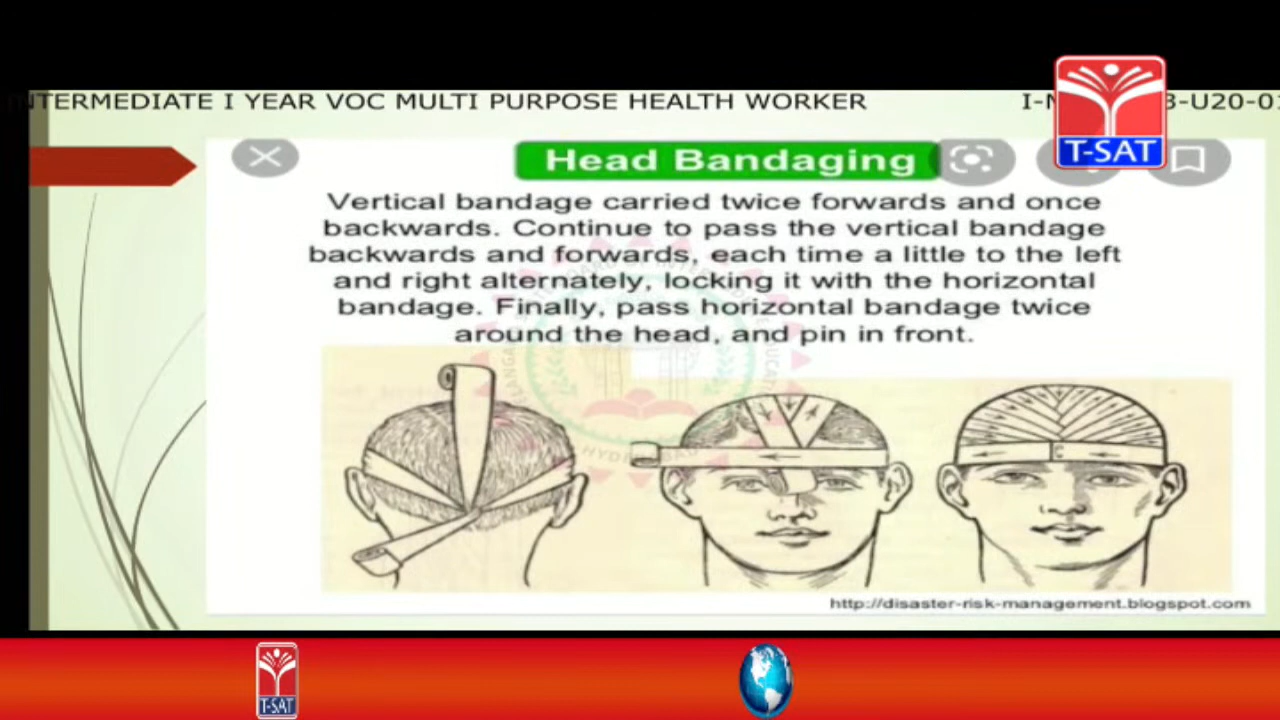 INTERMEDIATE I YEAR VOC MULTI PURPOSE HEALTH WORKER
T-SAT
Head Bandaging
Vertical bandage carried twice forwards and once
backwards. Continue to pass the vertical bandage
backwards and forwards, each time a little to the left
and right alternately, locking it with the horizontal
bandage. Finally, pass horizontal bandage twice
around the head, and pin in front.
HYDERABAD
http://disaster-risk-management.blogspot.com
T-SAT